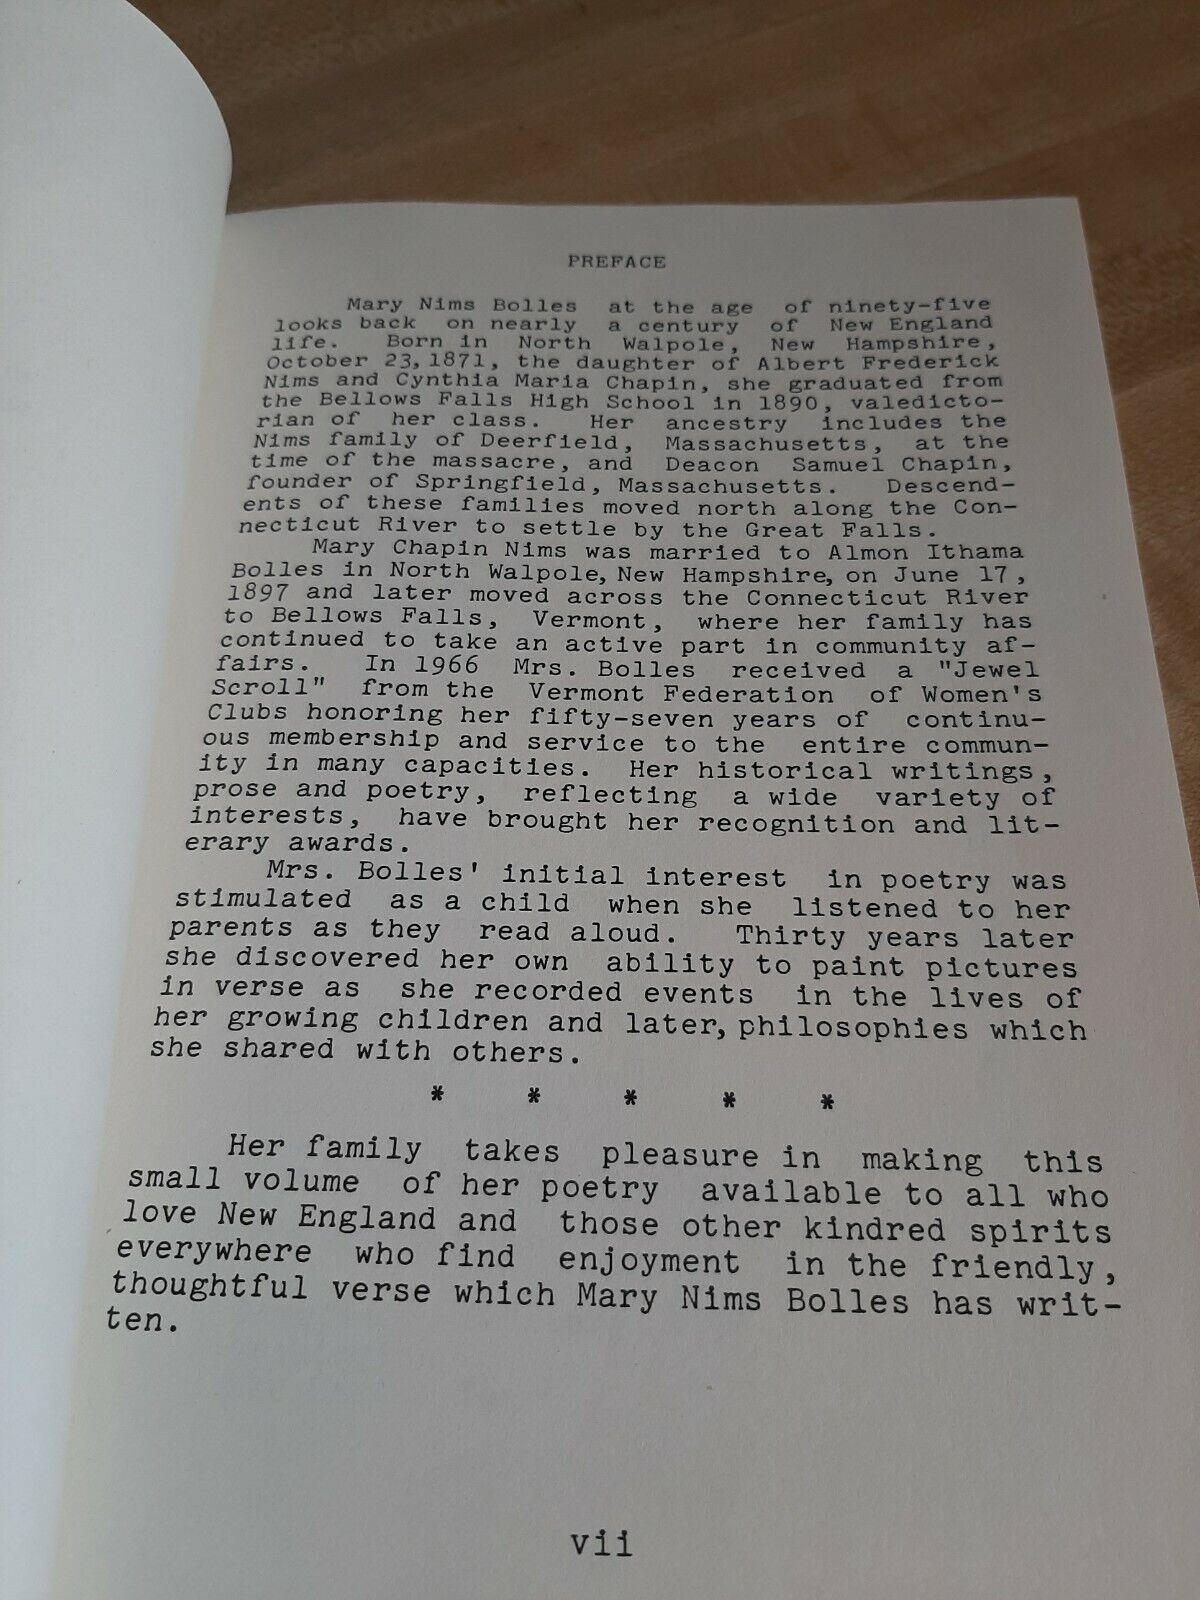 PREFACE
Mary Nims Bolles at the age of ninety-five
looks back on nearly a century of New England
life. Born in North Walpole, New Hampshire,
October 23, 1871, the daughter of Albert Frederick
Nims and Cynthia Maria Chapin, she graduated from
the Bellows Falls High School in 1890, valedicto-
rian of her class. Her ancestry includes the
Nims family of Deerfield, Massachusetts, at the
time of the massacre, and Deacon Samuel Chapin,
founder of Springfield, Massachusetts. Descend-
ents of these families moved north along the Con-
necticut River to settle by the Great Falls.
Mary Chapin Nims was married to Almon Ithama
Bolles in North Walpole, New Hampshire, on June 17,
1897 and later moved across the Connecticut River
to Bellows Falls, Vermont, where her family has
continued to take an active part in community af-
fairs. In 1966 Mrs. Bolles received a "Jewel
Scroll" from the Vermont Federation of Women's
Clubs honoring her fifty-seven years of continu-
ous membership and service to the entire commun-
ity in many capacities. Her historical writings,
prose and poetry, reflecting a wide variety of
interests, have brought her recognition and lit-
erary awards.
Mrs. Bolles' initial interest in poetry was
stimulated as a child when she listened to her
parents as they read aloud. Thirty years later
she discovered her own ability to paint pictures
in verse as she recorded events in the lives of
her growing children and later, philosophies which
she shared with others.
* * * * *
Her family takes pleasure in making this
small volume of her poetry available to all who
love New England and those other kindred spirits
everywhere who find enjoyment in the friendly,
thoughtful verse which Mary Nims Bolles has writ-
ten.
vii